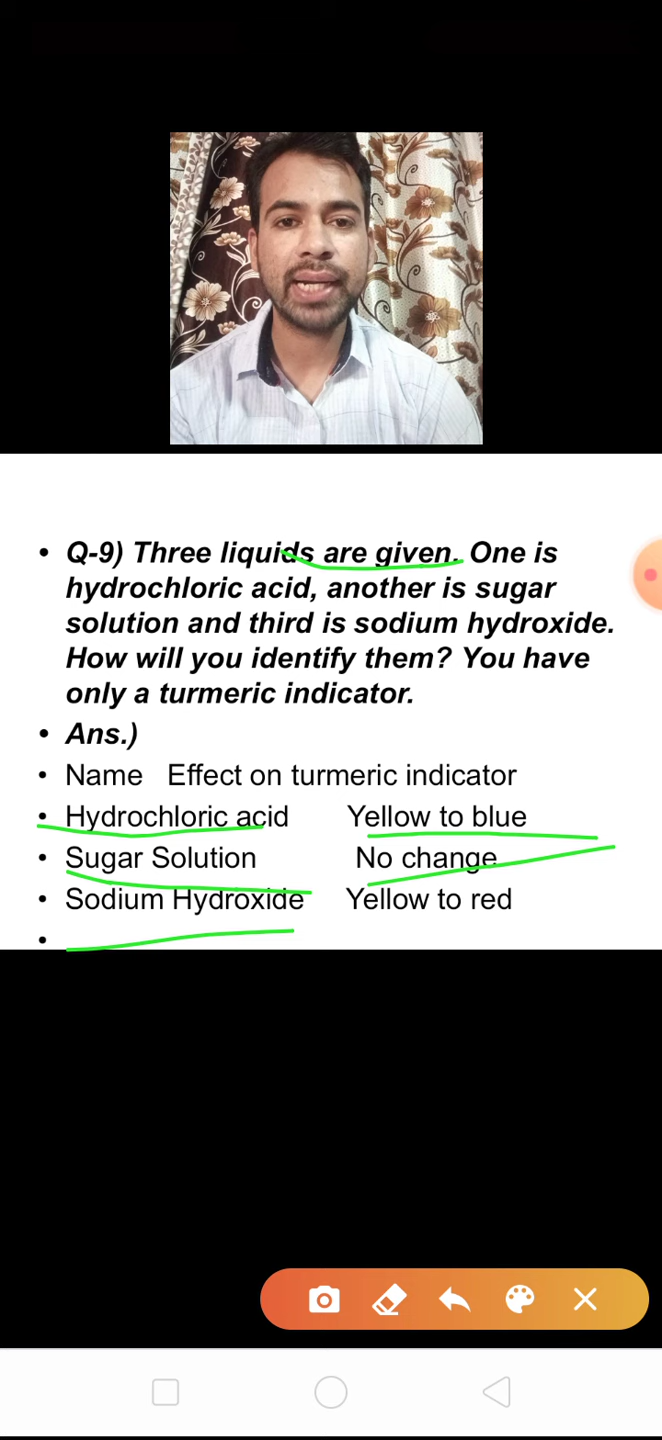 • Q-9) Three liquids are given. One is
hydrochloric acid, another is sugar
solution and third is sodium hydroxide.
How will you identify them? You have
only a turmeric indicator.
• Ans.)
• Name Effect on turmeric indicator
• Hydrochloric acid Yellow to blue
• Sugar Solution No change
• Sodium Hydroxide Yellow to red
•